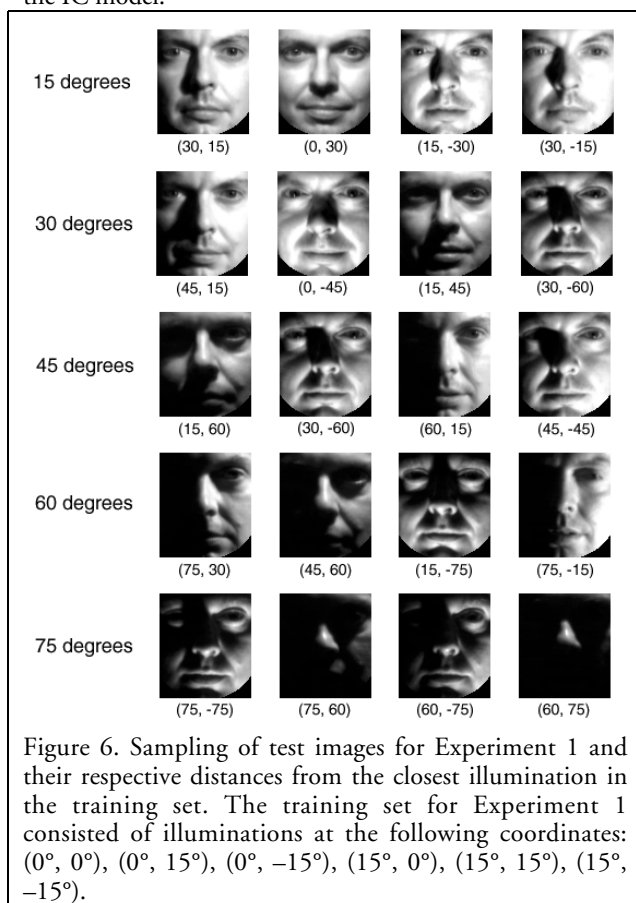 the IC model.
15 degrees
(30, 15) (0, 30) (15, -30) (30, -15)
30 degrees
(45, 15) (0, -45) (15, 45) (30, -60)
45 degrees
(15, 60) (30, -60) (60, 15) (45, -45)
60 degrees
(75, 30) (45, 60) (15, -75) (75, -15)
75 degrees
(75, -75) (75, 60) (60, -75) (60, 75)
Figure 6. Sampling of test images for Experiment 1 and
their respective distances from the closest illumination in
the training set. The training set for Experiment 1
consisted of illuminations at the following coordinates:
(0°, 0°), (0°, 15°), (0°, –15°), (15°, 0°), (15°, 15°), (15°,
–15°).